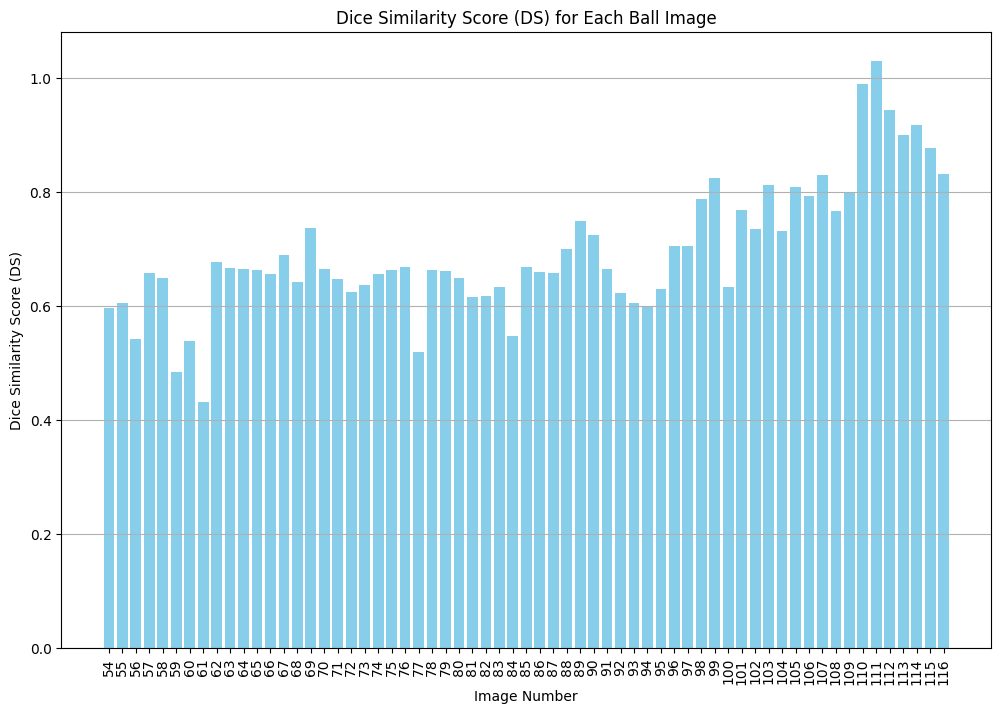 Dice Similarity Score (DS) for Each Ball Image
Dice Similarity Score (DS)
1.0
0.8
0.6
0.4
0.2
0.0
54 55 56 57 58 59 60 61 62 63 64 65 66 67 68 69 70 71 72 73 74 75 76 77 78 79 80 81 82 83 84 85 86 87 88 89 90 91 92 93 94 95 96 97 98 99 100 101 102 103 104 105 106 107 108 109 110 111 112 113 114 115 116
Image Number